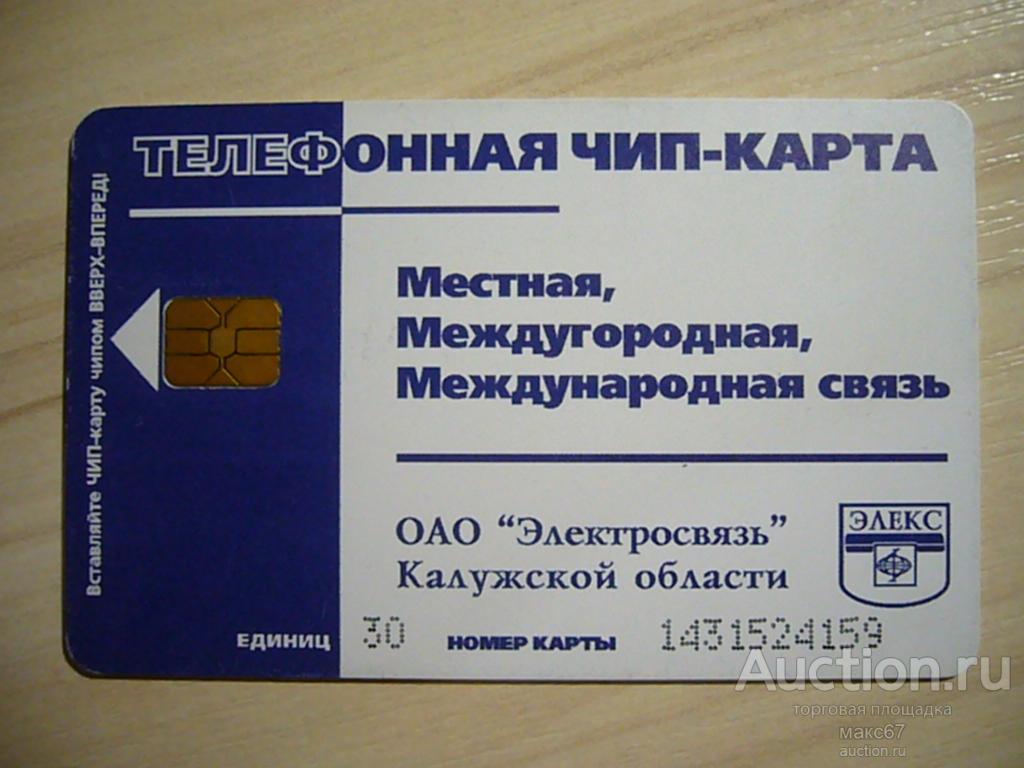 ТЕЛЕФОННАЯ ЧИП-КАРТА
Вставляйте ЧИП-карту чипом ВВЕРХ-ВПЕРЕД!
Местная,
Междугородная,
Международная связь
ОАО "Электросвязь"
Калужской области
ЭЛЕКС
ЕДИНИЦ 30 НОМЕР КАРТЫ 1431524159
Auction.ru
торговая площадка
макс67
auction.ru